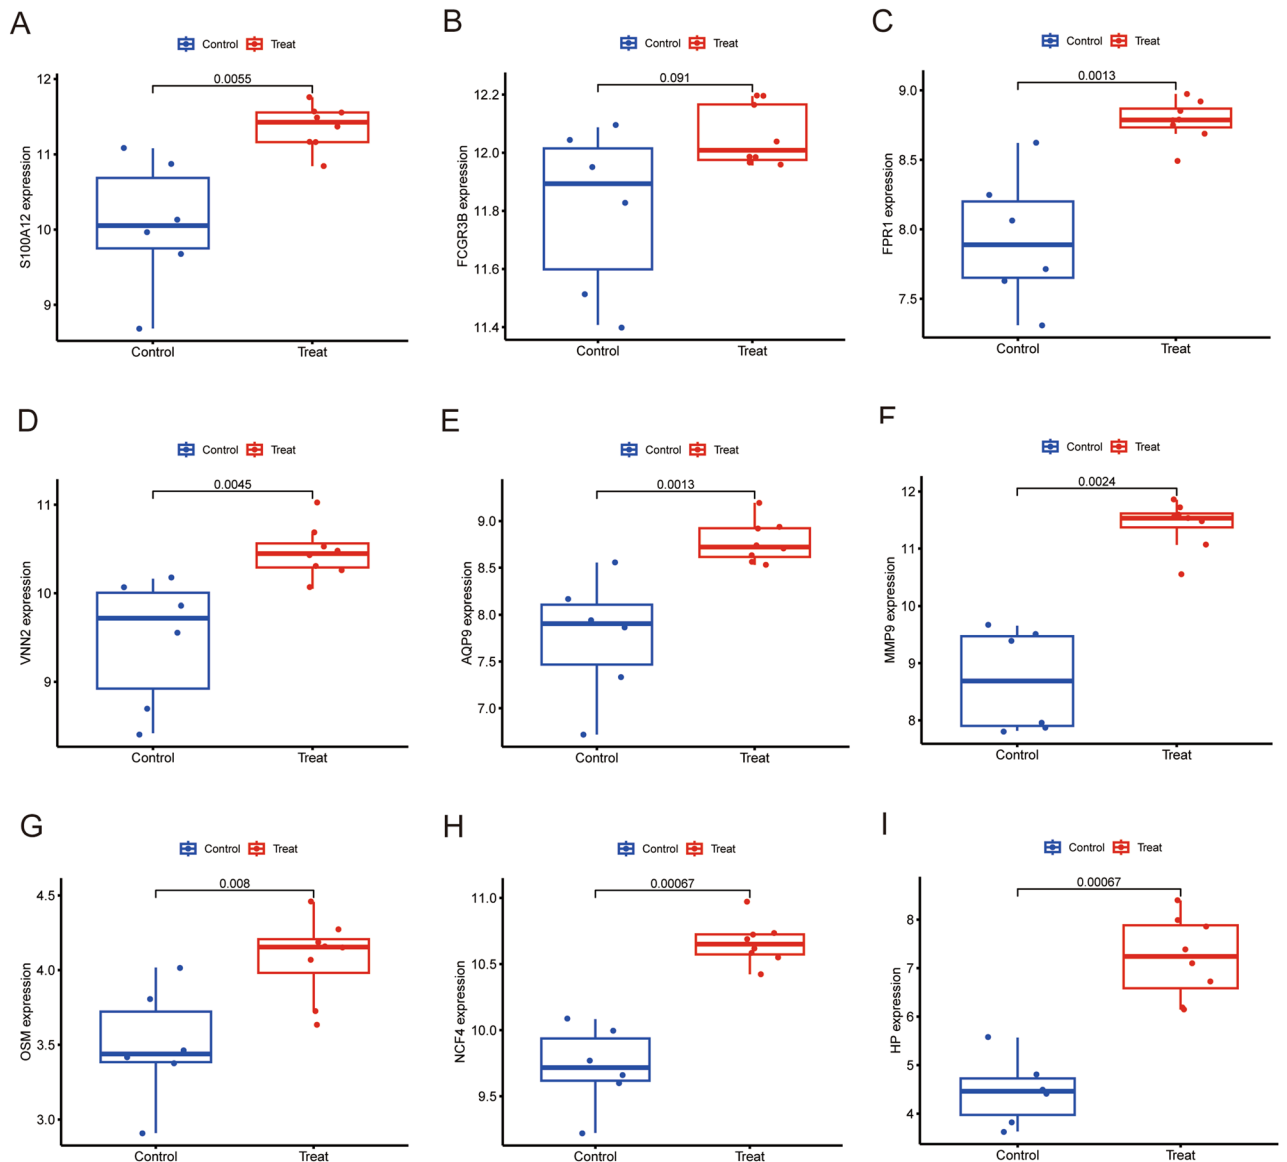 A
Control Treat
0.0055
12
11
10
9
S100A12 expression
Control Treat
B
Control Treat
0.091
12.2
12.0
11.8
11.6
11.4
FCGR3B expression
Control Treat
C
Control Treat
0.0013
9.0
8.5
8.0
7.5
FPR1 expression
Control Treat
D
Control Treat
0.0045
11
10
9
VNN2 expression
Control Treat
E
Control Treat
0.0013
9.0
8.5
8.0
7.5
7.0
AQP9 expression
Control Treat
F
Control Treat
0.0024
12
11
10
9
8
MMP9 expression
Control Treat
G
Control Treat
0.008
4.5
4.0
3.5
3.0
OSM expression
Control Treat
H
Control Treat
0.00067
11.0
10.5
10.0
9.5
NCF4 expression
Control Treat
I
Control Treat
0.00067
8
7
6
5
4
HP expression
Control Treat